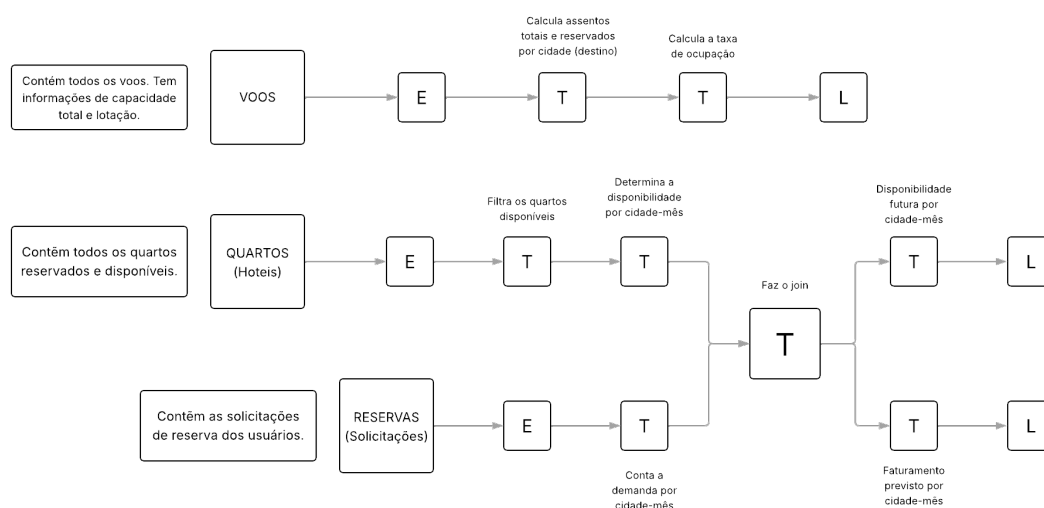 Calcula assentos
totais e reservados
por cidade (destino)
Calcula a taxa
de ocupação
Contém todos os voos. Tem
informações de capacidade
total e lotação.
VOOS
E
T
T
L
Filtra os quartos
disponíveis
Determina a
disponibilidade
por cidade-mês
Disponibilidade
futura por
cidade-mês
Contém todos os quartos
reservados e disponíveis.
QUARTOS
(Hoteis)
E
T
T
T
L
Faz o join
T
Contém as solicitações
de reserva dos usuários.
RESERVAS
(Solicitações)
E
T
T
L
Conta a
demanda por
cidade-mês
Faturamento
previsto por
cidade-mês